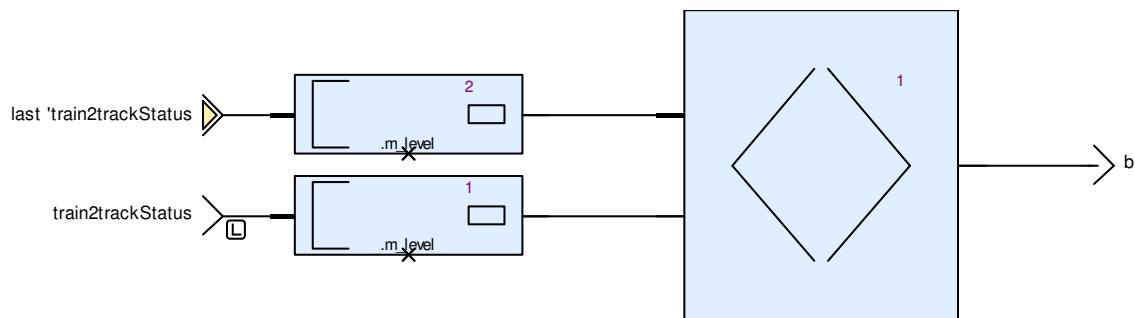 2
1
last 'train2trackStatus
.m_level
b
1
train2trackStatus
L
.m_level